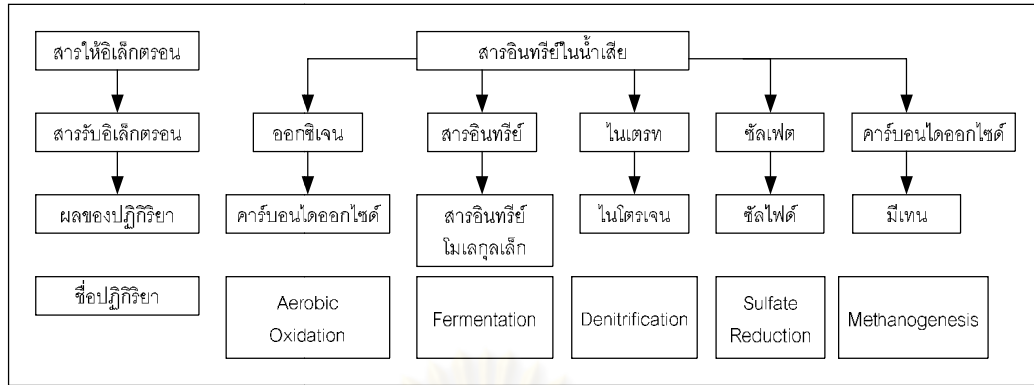 สารให้อิเล็กตรอน
สารอินทรีย์ในน้ำเสีย
สารรับอิเล็กตรอน
ออกซิเจน
สารอินทรีย์
ไนเตรท
ซัลเฟต
คาร์บอนไดออกไซด์
ผลของปฏิกิริยา
คาร์บอนไดออกไซด์
สารอินทรีย์
โมเลกุลเล็ก
ไนโตรเจน
ซัลไฟด์
มีเทน
ชื่อปฏิกิริยา
Aerobic
Oxidation
Fermentation
Denitrification
Sulfate
Reduction
Methanogenesis